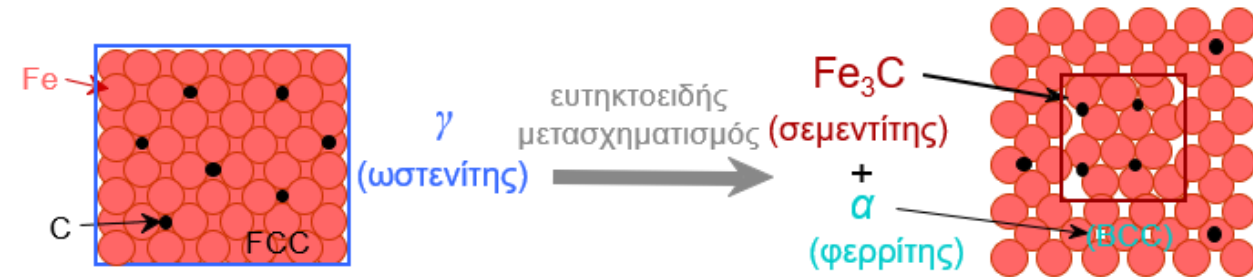 Fe
C
FCC
γ
(ωστενίτης)
ευτηκτοειδής
μετασχηματισμός
Fe₃C
(σεμεντίτης)
+
α
(φερρίτης)
(BCC)